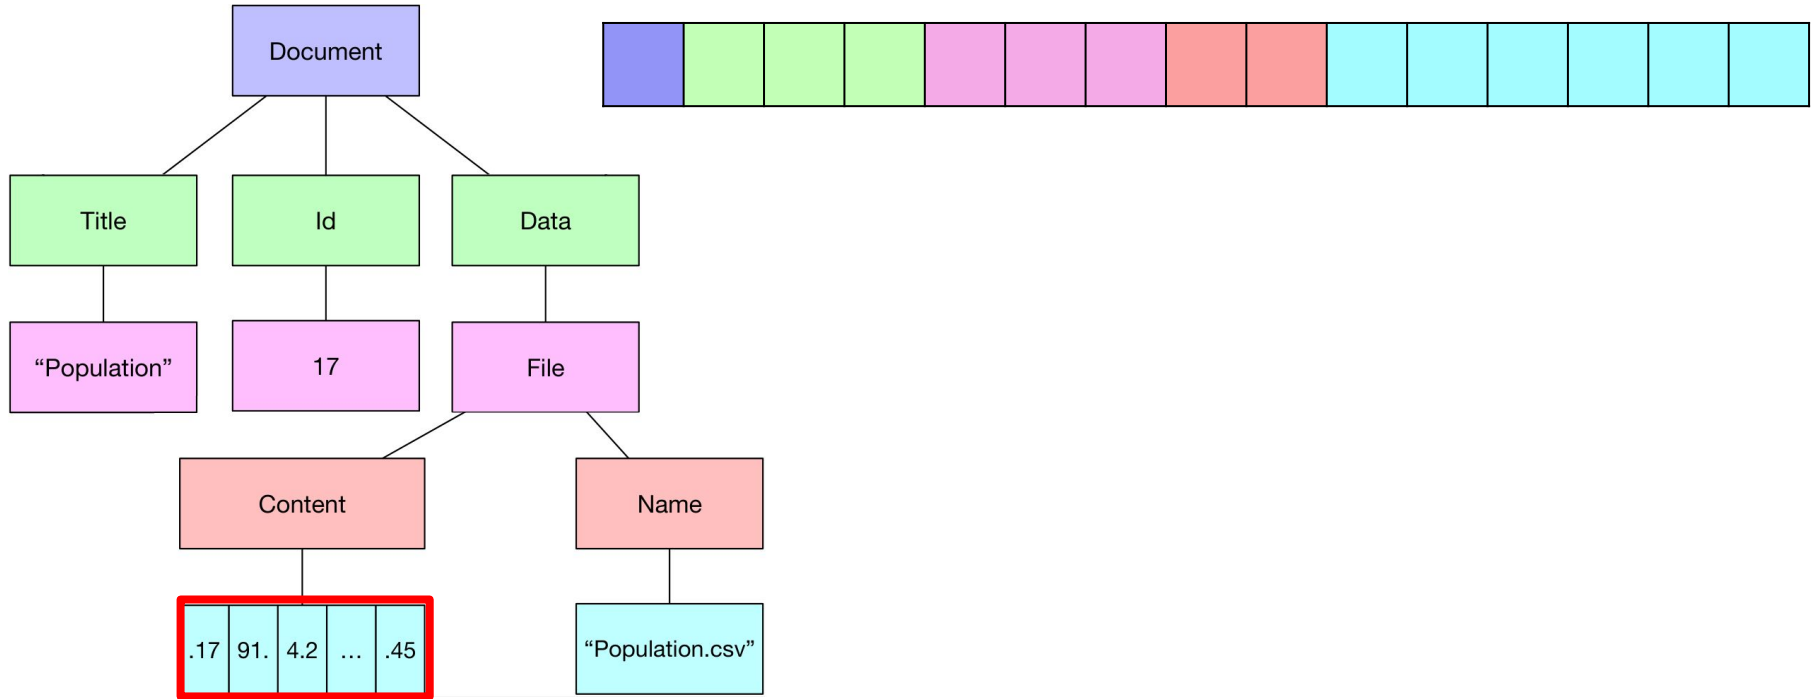 Document
Title
Id
Data
“Population”
17
File
Content
Name
.17 91. 4.2 ... .45
“Population.csv”